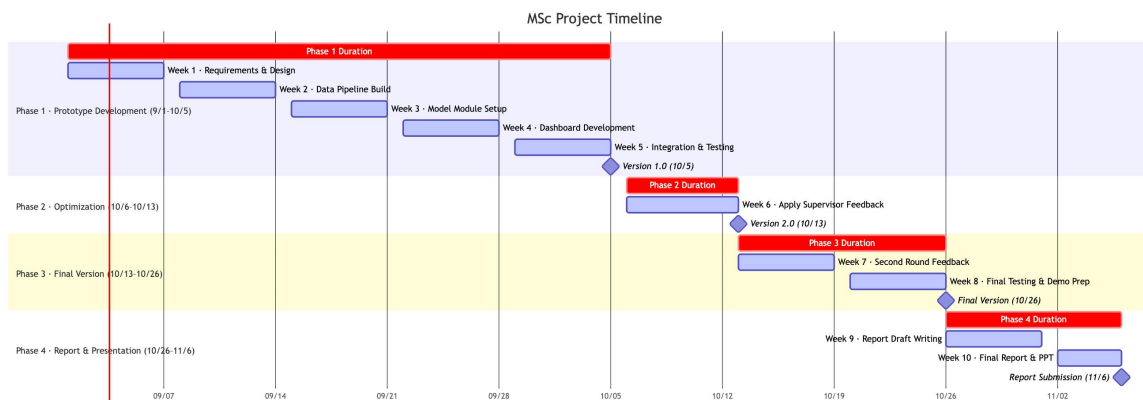 MSc Project Timeline
Phase 1 Duration
Week 1 · Requirements & Design
Week 2 · Data Pipeline Build
Phase 1 · Prototype Development (9/1-10/5)
Week 3 · Model Module Setup
Week 4 · Dashboard Development
Week 5 · Integration & Testing
Version 1.0 (10/5)
Phase 2 Duration
Phase 2 · Optimization (10/6-10/13)
Week 6 · Apply Supervisor Feedback
Version 2.0 (10/13)
Phase 3 Duration
Week 7 · Second Round Feedback
Phase 3 · Final Version (10/13-10/26)
Week 8 · Final Testing & Demo Prep
Final Version (10/26)
Phase 4 Duration
Week 9 · Report Draft Writing
Phase 4 · Report & Presentation (10/26-11/6)
Week 10 · Final Report & PPT
Report Submission (11/6)
09/07 09/14 09/21 09/28 10/05 10/12 10/19 10/26 11/02